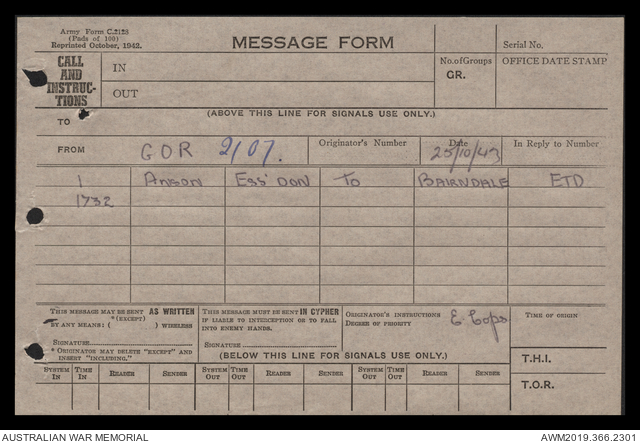 Army Form C.2128
(Pads of 100)
Reprinted October, 1942.
MESSAGE FORM
Serial No.
CALL AND INSTRUC-TIONS
IN
OUT
No. of Groups
GR.
OFFICE DATE STAMP
(ABOVE THIS LINE FOR SIGNALS USE ONLY.)
TO
FROM
GOR 2/07.
Originator's Number
Date
25/10/43
In Reply to Number
1 ANSON ESS'DON TO BAIRNDALE ETD
1732
THIS MESSAGE MAY BE SENT AS WRITTEN
*(EXCEPT)
BY ANY MEANS: ( ) WIRELESS
SIGNATURE
* ORIGINATOR MAY DELETE "EXCEPT" AND
INSERT "INCLUDING."
THIS MESSAGE MUST BE SENT IN CYPHER
IF LIABLE TO INTERCEPTION OR TO FALL
INTO ENEMY HANDS.
SIGNATURE
ORIGINATOR'S INSTRUCTIONS
DEGREE OF PRIORITY
E. Cops
TIME OF ORIGIN
(BELOW THIS LINE FOR SIGNALS USE ONLY.)
T.H.I.
T.O.R.
SYSTEM IN TIME IN READER SENDER SYSTEM OUT TIME OUT READER SENDER SYSTEM OUT TIME OUT READER SENDER
AUSTRALIAN WAR MEMORIAL
AWM2019.366.2301